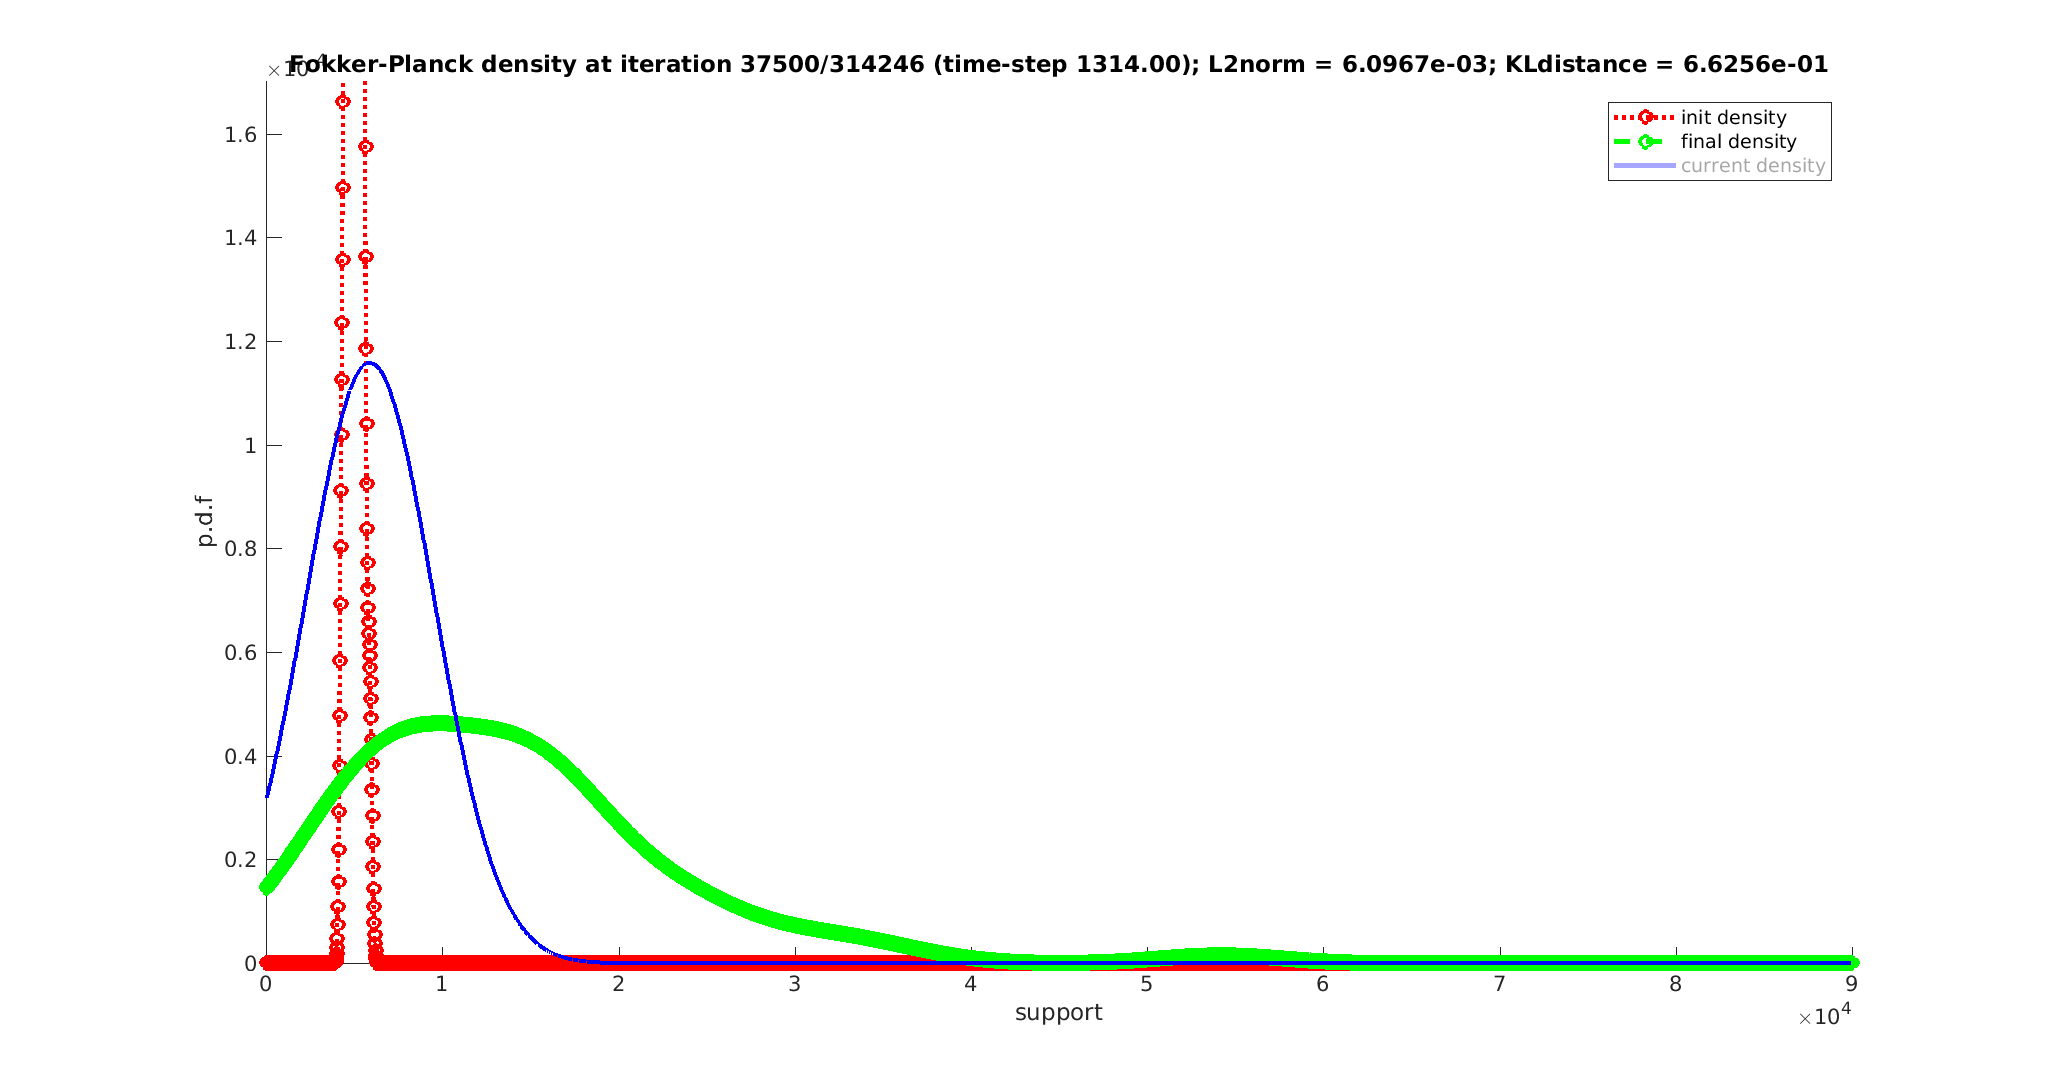 Fokker-Planck density at iteration 37500/314246 (time-step 1314.00); L2norm = 6.0967e-03; KLdistance = 6.6256e-01
init density
final density
current density
1.6
1.4
1.2
1
0.8
0.6
0.4
0.2
0
p.d.f
0 1 2 3 4 5 6 7 8 9
support
×10⁴